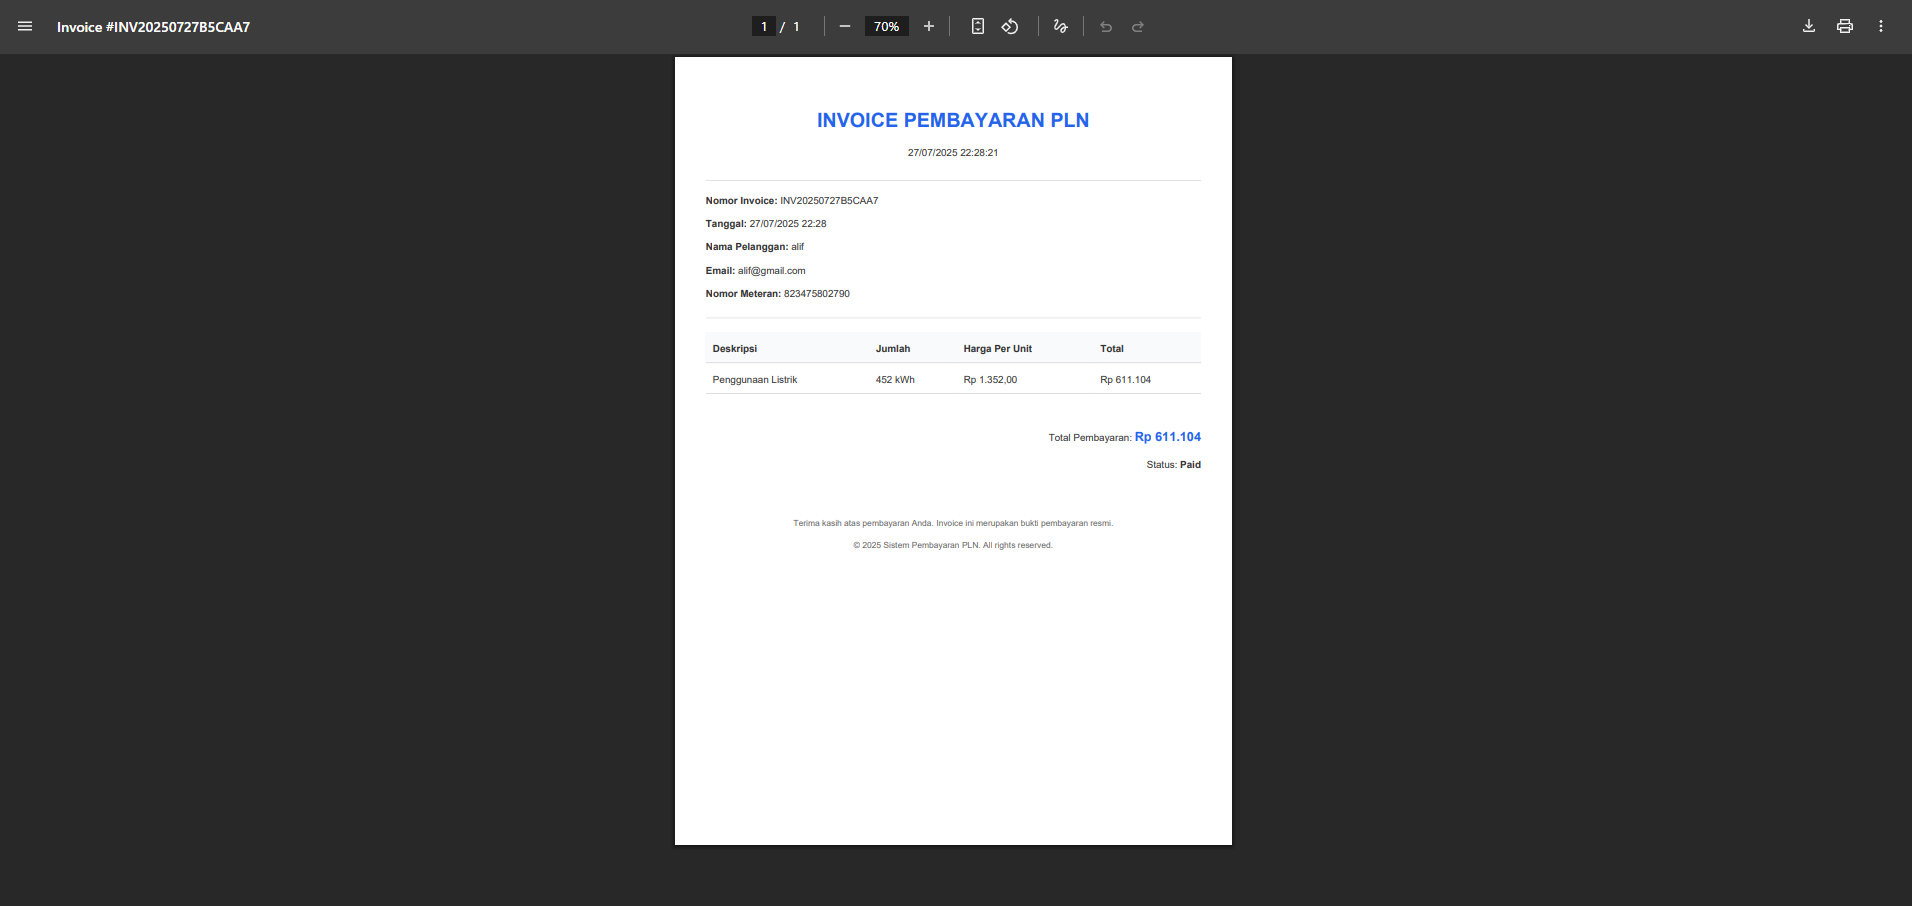 Invoice #INV20250727B5CAA7
1 / 1
70%
INVOICE PEMBAYARAN PLN
27/07/2025 22:28:21
Nomor Invoice: INV20250727B5CAA7
Tanggal: 27/07/2025 22:28
Nama Pelanggan: alif
Email: alif@gmail.com
Nomor Meteran: 823475802790
Deskripsi Jumlah Harga Per Unit Total
Penggunaan Listrik 452 kWh Rp 1.352,00 Rp 611.104
Total Pembayaran: Rp 611.104
Status: Paid
Terima kasih atas pembayaran Anda. Invoice ini merupakan bukti pembayaran resmi.
© 2025 Sistem Pembayaran PLN. All rights reserved.